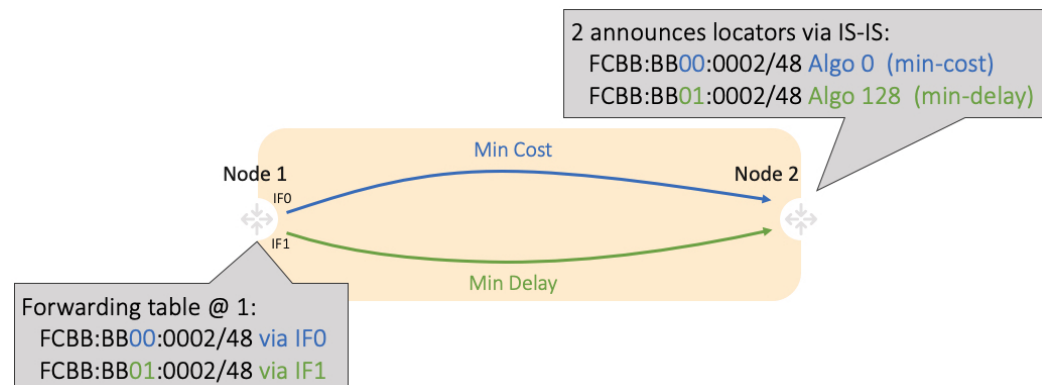 2 announces locators via IS-IS:
FCBB:BB00:0002/48 Algo 0 (min-cost)
FCBB:BB01:0002/48 Algo 128 (min-delay)
Min Cost
Node 1
Node 2
IF0
IF1
Min Delay
Forwarding table @ 1:
FCBB:BB00:0002/48 via IF0
FCBB:BB01:0002/48 via IF1